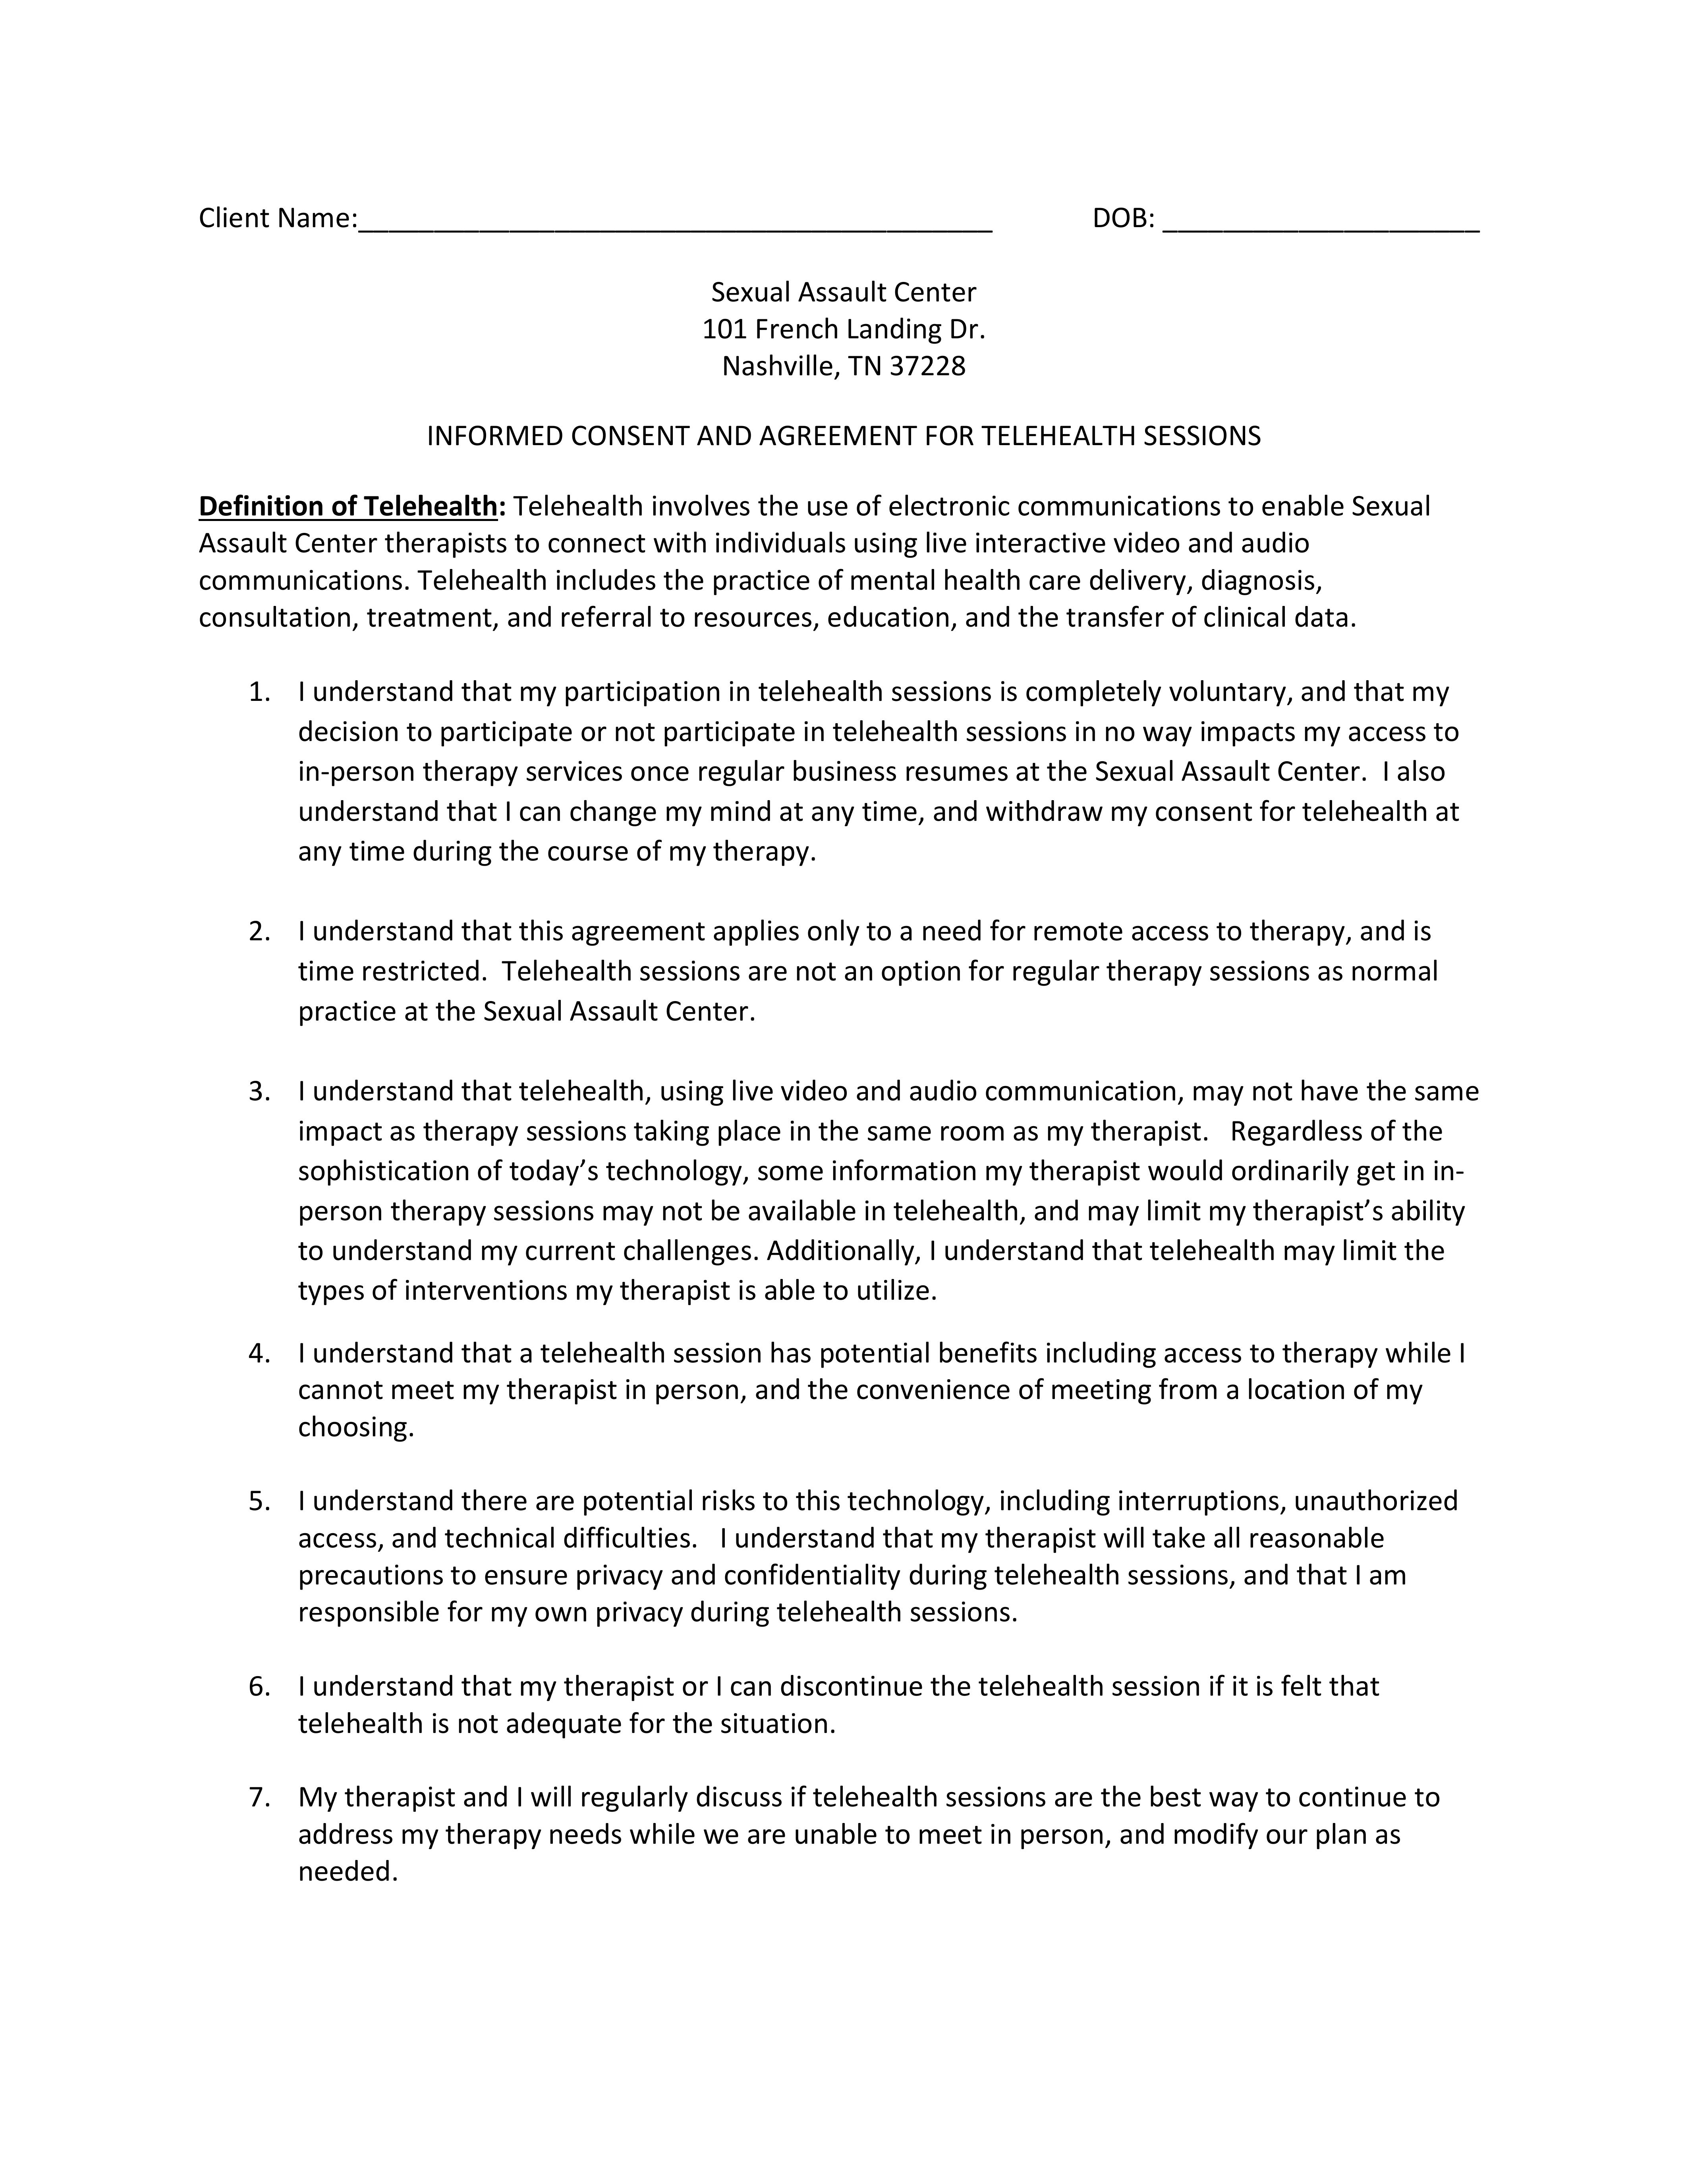 Client Name:__________________________________________ DOB: _____________________
Sexual Assault Center
101 French Landing Dr.
Nashville, TN 37228
INFORMED CONSENT AND AGREEMENT FOR TELEHEALTH SESSIONS
Definition of Telehealth: Telehealth involves the use of electronic communications to enable Sexual
Assault Center therapists to connect with individuals using live interactive video and audio
communications. Telehealth includes the practice of mental health care delivery, diagnosis,
consultation, treatment, and referral to resources, education, and the transfer of clinical data.
1. I understand that my participation in telehealth sessions is completely voluntary, and that my
decision to participate or not participate in telehealth sessions in no way impacts my access to
in-person therapy services once regular business resumes at the Sexual Assault Center.  I also
understand that I can change my mind at any time, and withdraw my consent for telehealth at
any time during the course of my therapy.
2. I understand that this agreement applies only to a need for remote access to therapy, and is
time restricted.  Telehealth sessions are not an option for regular therapy sessions as normal
practice at the Sexual Assault Center.
3. I understand that telehealth, using live video and audio communication, may not have the same
impact as therapy sessions taking place in the same room as my therapist.   Regardless of the
sophistication of today’s technology, some information my therapist would ordinarily get in in-
person therapy sessions may not be available in telehealth, and may limit my therapist’s ability
to understand my current challenges. Additionally, I understand that telehealth may limit the
types of interventions my therapist is able to utilize.
4. I understand that a telehealth session has potential benefits including access to therapy while I
cannot meet my therapist in person, and the convenience of meeting from a location of my
choosing.
5. I understand there are potential risks to this technology, including interruptions, unauthorized
access, and technical difficulties.   I understand that my therapist will take all reasonable
precautions to ensure privacy and confidentiality during telehealth sessions, and that I am
responsible for my own privacy during telehealth sessions.
6. I understand that my therapist or I can discontinue the telehealth session if it is felt that
telehealth is not adequate for the situation.
7. My therapist and I will regularly discuss if telehealth sessions are the best way to continue to
address my therapy needs while we are unable to meet in person, and modify our plan as
needed.